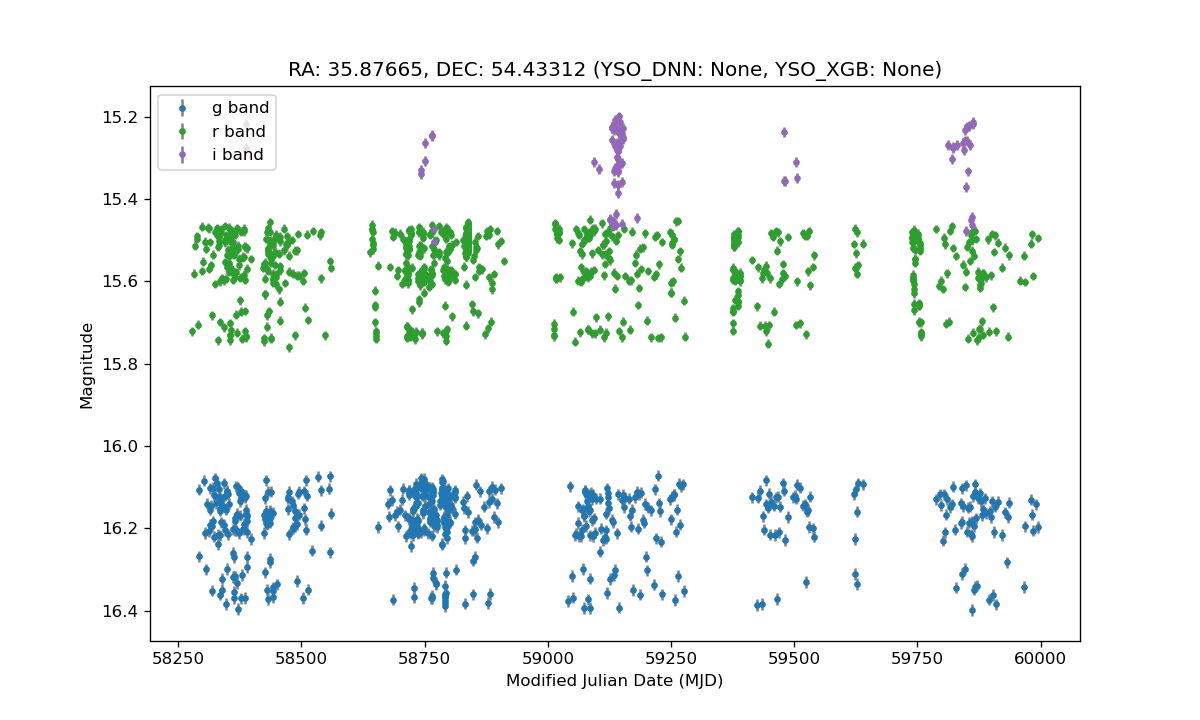 RA: 35.87665, DEC: 54.43312 (YSO_DNN: None, YSO_XGB: None)
g band
r band
i band
15.2
15.4
15.6
15.8
16.0
16.2
16.4
Magnitude
58250 58500 58750 59000 59250 59500 59750 60000
Modified Julian Date (MJD)